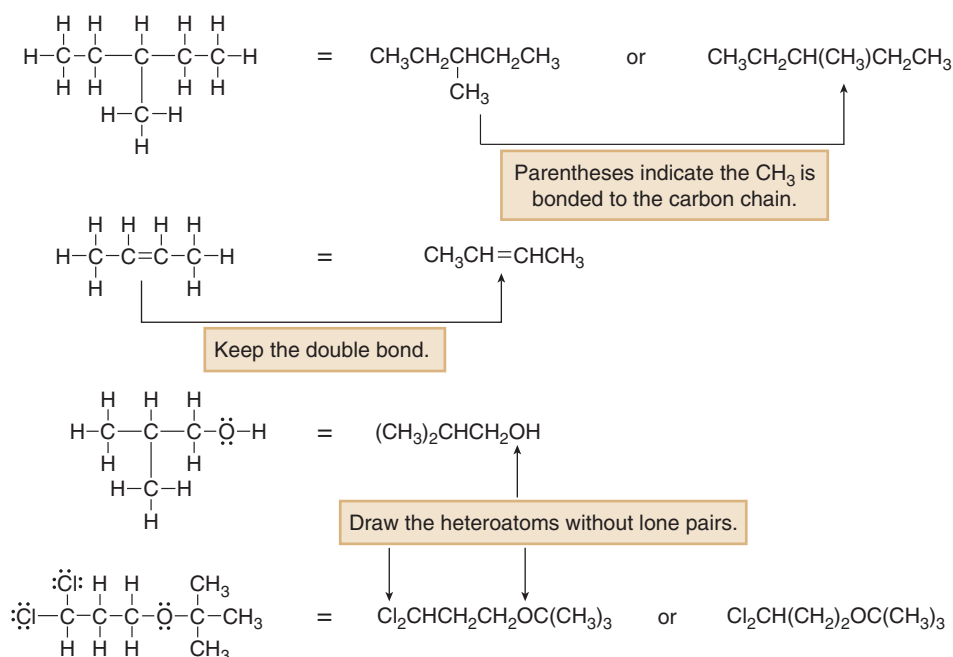 H H H H H
H–C–C–C–C–C–H = CH₃CH₂CHCH₂CH₃ or CH₃CH₂CH(CH₃)CH₂CH₃
H H H H
CH₃
H–C–H
H
Parentheses indicate the CH₃ is
bonded to the carbon chain.
H H H H
H–C–C=C–C–H = CH₃CH=CHCH₃
H H
Keep the double bond.
H H H
H–C–C–C–O–H = (CH₃)₂CHCH₂OH
H H
H–C–H
H
Draw the heteroatoms without lone pairs.
:Cl: H H CH₃
:Cl–C–C–C–O–C–CH₃ = Cl₂CHCH₂CH₂OC(CH₃)₃ or Cl₂CH(CH₂)₂OC(CH₃)₃
H H H CH₃